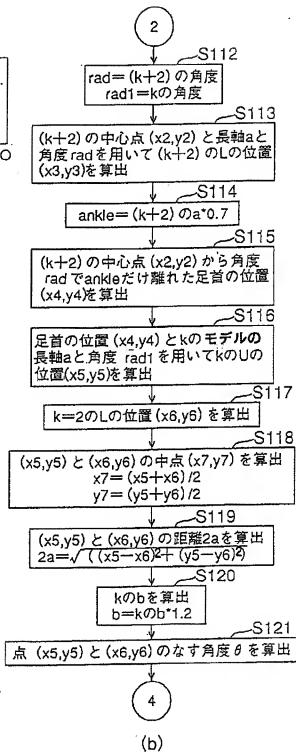 2
S112
rad=(k+2)の角度
rad1=kの角度
S113
(k+2)の中心点(x2,y2)と長軸aと
角度radを用いて(k+2)のLの位置
(x3,y3)を算出
S114
ankle=(k+2)のa*0.7
S115
(k+2)の中心点(x2,y2)から角度
radでankleだけ離れた足首の位置
(x4,y4)を算出
S116
足首の位置(x4,y4)とkのモデルの
長軸aと角度 rad1を用いてkのUの
位置(x5,y5)を算出
S117
k=2のLの位置(x6,y6)を算出
S118
(x5,y5)と(x6,y6)の中点(x7,y7)を算出
x7=(x5+x6)/2
y7=(y5+y6)/2
S119
(x5,y5)と(x6,y6)の距離2aを算出
2a=√((x5-x6)²+(y5-y6)²)
S120
kのbを算出
b=kのb*1.2
S121
点(x5,y5)と(x6,y6)のなす角度θを算出
4
(b)